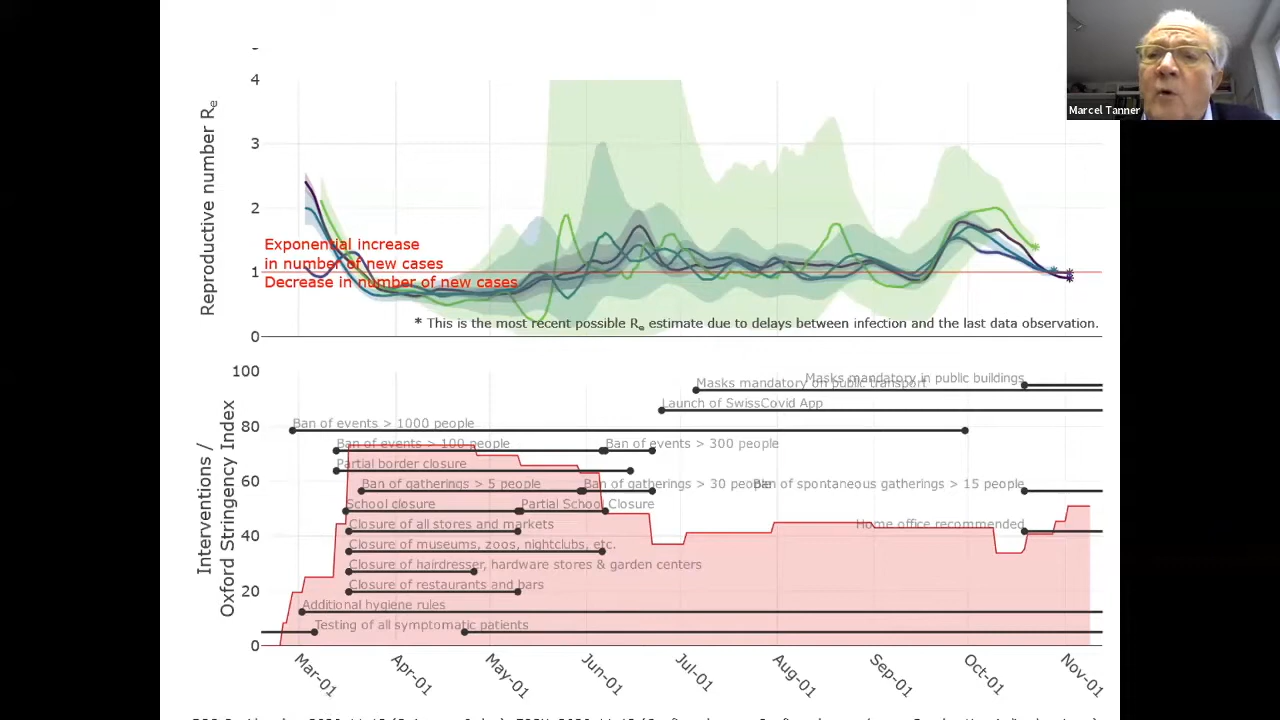 Marcel Tanner
4
3
2
1
0
Reproductive number Re
Exponential increase
in number of new cases
Decrease in number of new cases
* This is the most recent possible Re estimate due to delays between infection and the last data observation.
100
80
60
40
20
0
Interventions /
Oxford Stringency Index
Masks mandatory in public buildings
Masks mandatory on public transport
Launch of SwissCovid App
Ban of events > 1000 people
Ban of events > 100 people
Ban of events > 300 people
Partial border closure
Ban of gatherings > 5 people
Ban of gatherings > 30 people
Ban of spontaneous gatherings > 15 people
School closure
Partial School Closure
Closure of all stores and markets
Home office recommended
Closure of museums, zoos, nightclubs, etc.
Closure of hairdresser, hardware stores & garden centers
Closure of restaurants and bars
Additional hygiene rules
Testing of all symptomatic patients
Mar-01
Apr-01
May-01
Jun-01
Jul-01
Aug-01
Sep-01
Oct-01
Nov-01